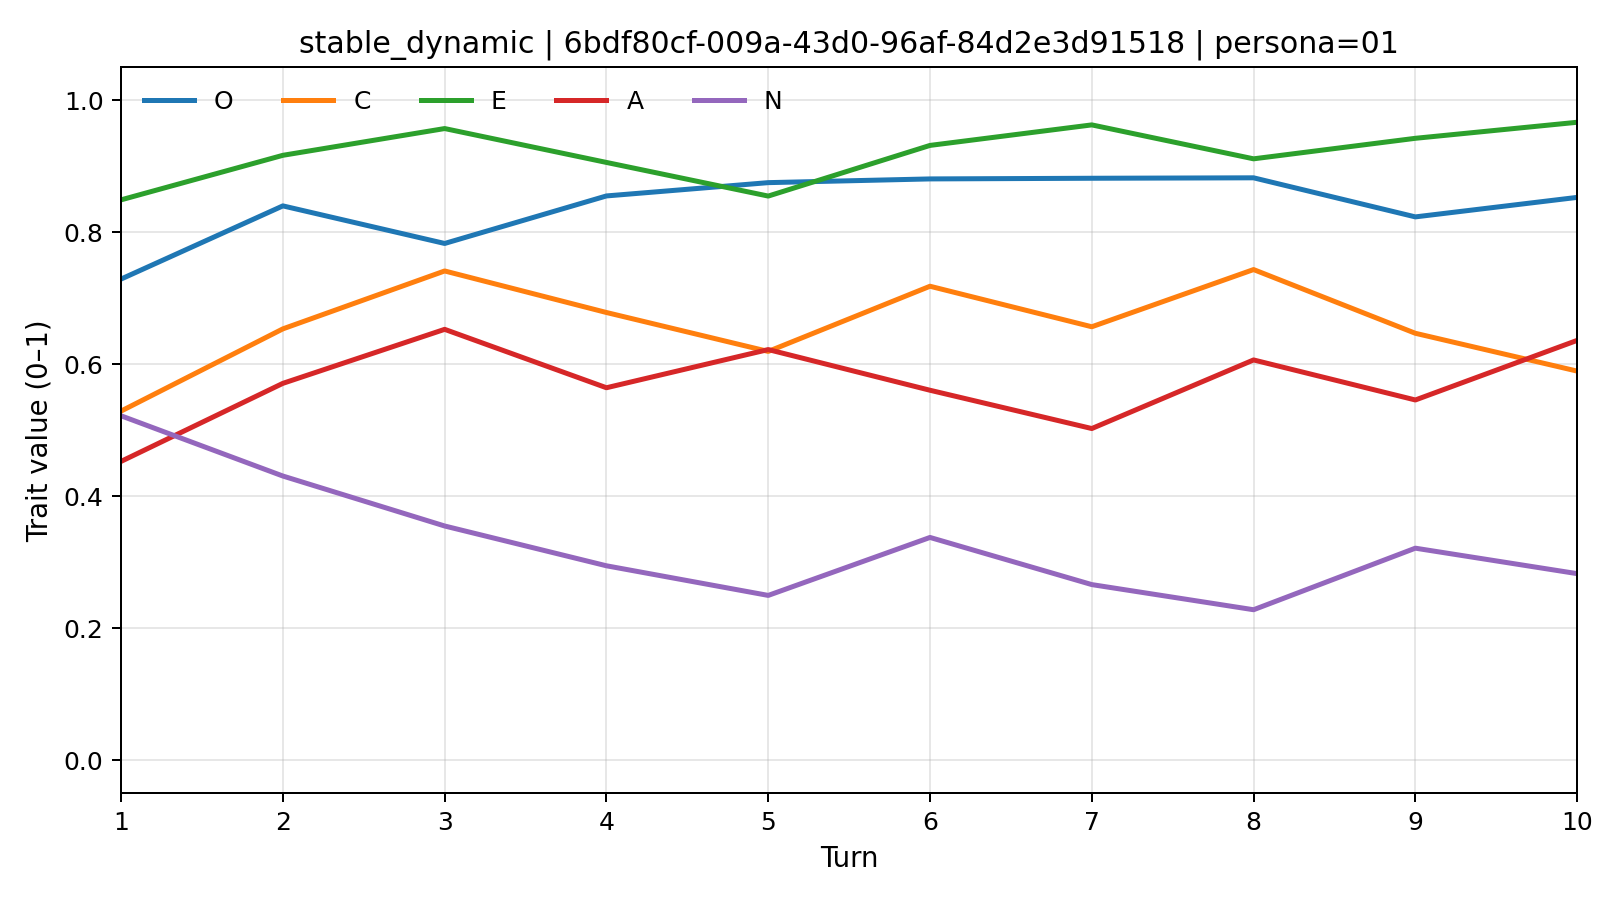 stable_dynamic | 6bdf80cf-009a-43d0-96af-84d2e3d91518 | persona=01
O C E A N
1.0
0.8
0.6
0.4
0.2
0.0
Trait value (0–1)
1 2 3 4 5 6 7 8 9 10
Turn